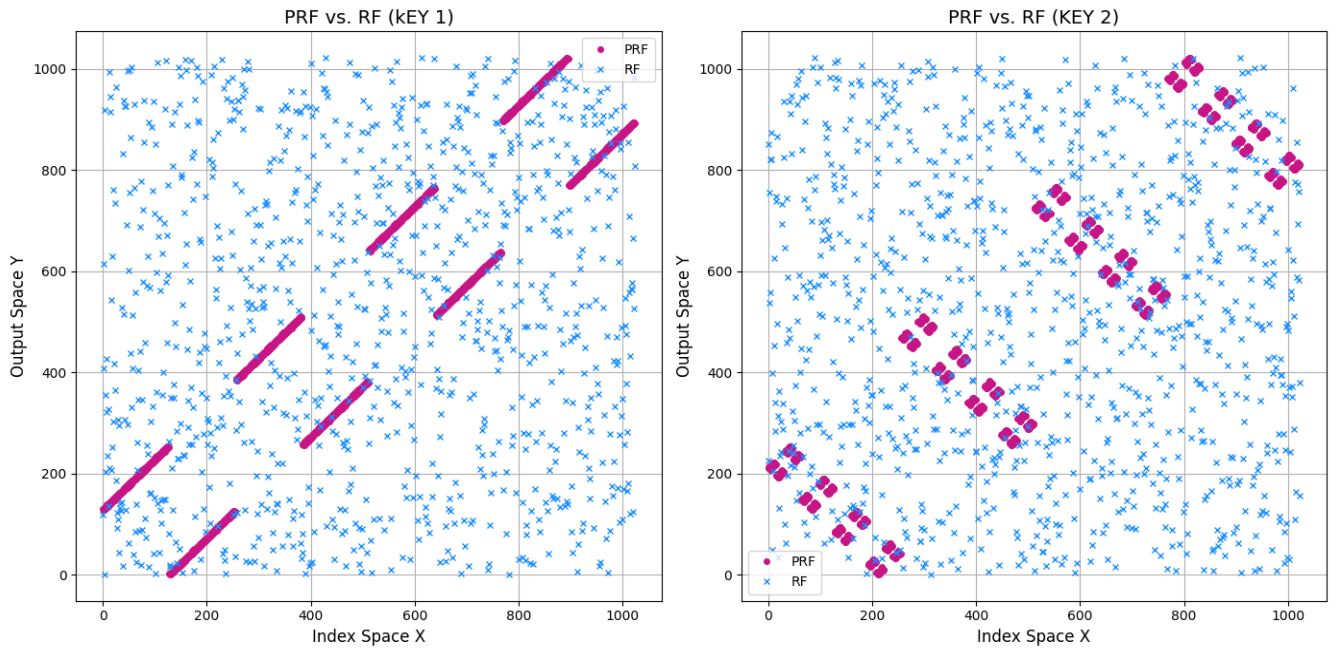 PRF vs. RF (kEY 1)
PRF
RF
1000
800
600
400
200
0
Output Space Y
0 200 400 600 800 1000
Index Space X
PRF vs. RF (KEY 2)
1000
800
600
400
200
0
Output Space Y
PRF
RF
0 200 400 600 800 1000
Index Space X